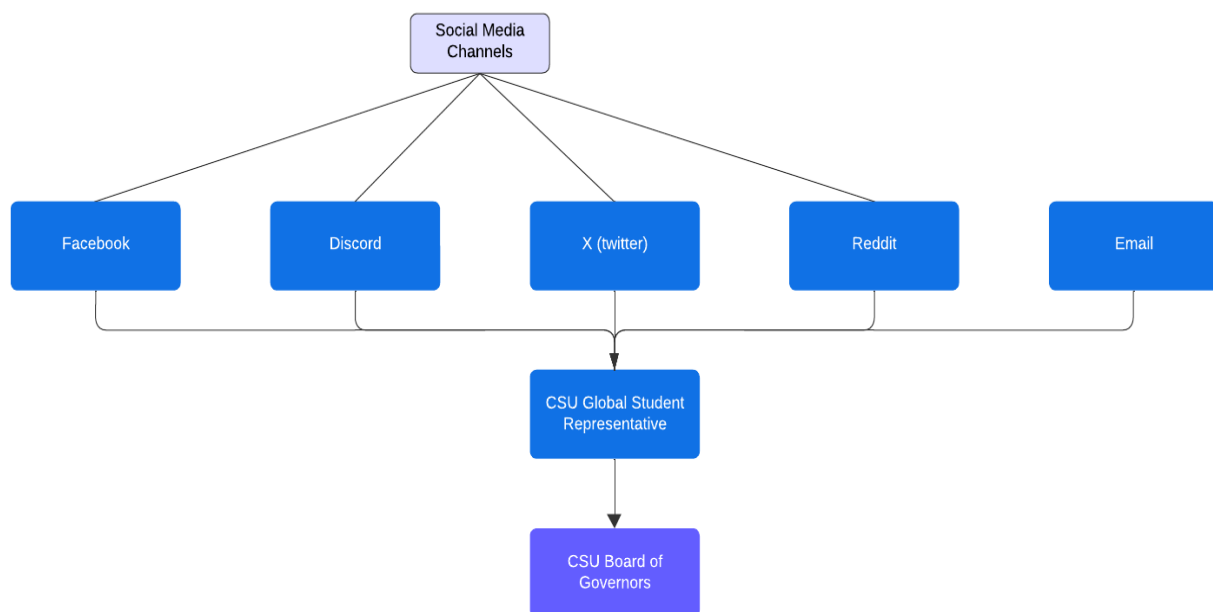 Social Media
Channels
Facebook
Discord
X (twitter)
Reddit
Email
CSU Global Student
Representative
CSU Board of
Governors